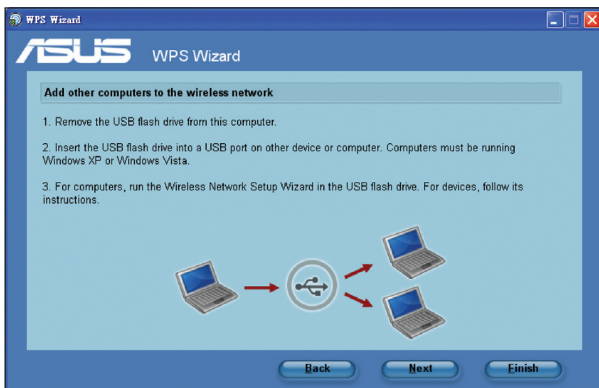 WPS Wizard
ASUS WPS Wizard
Add other computers to the wireless network
1. Remove the USB flash drive from this computer.
2. Insert the USB flash drive into a USB port on other device or computer. Computers must be running
Windows XP or Windows Vista.
3. For computers, run the Wireless Network Setup Wizard in the USB flash drive. For devices, follow its
instructions.
Back Next Finish